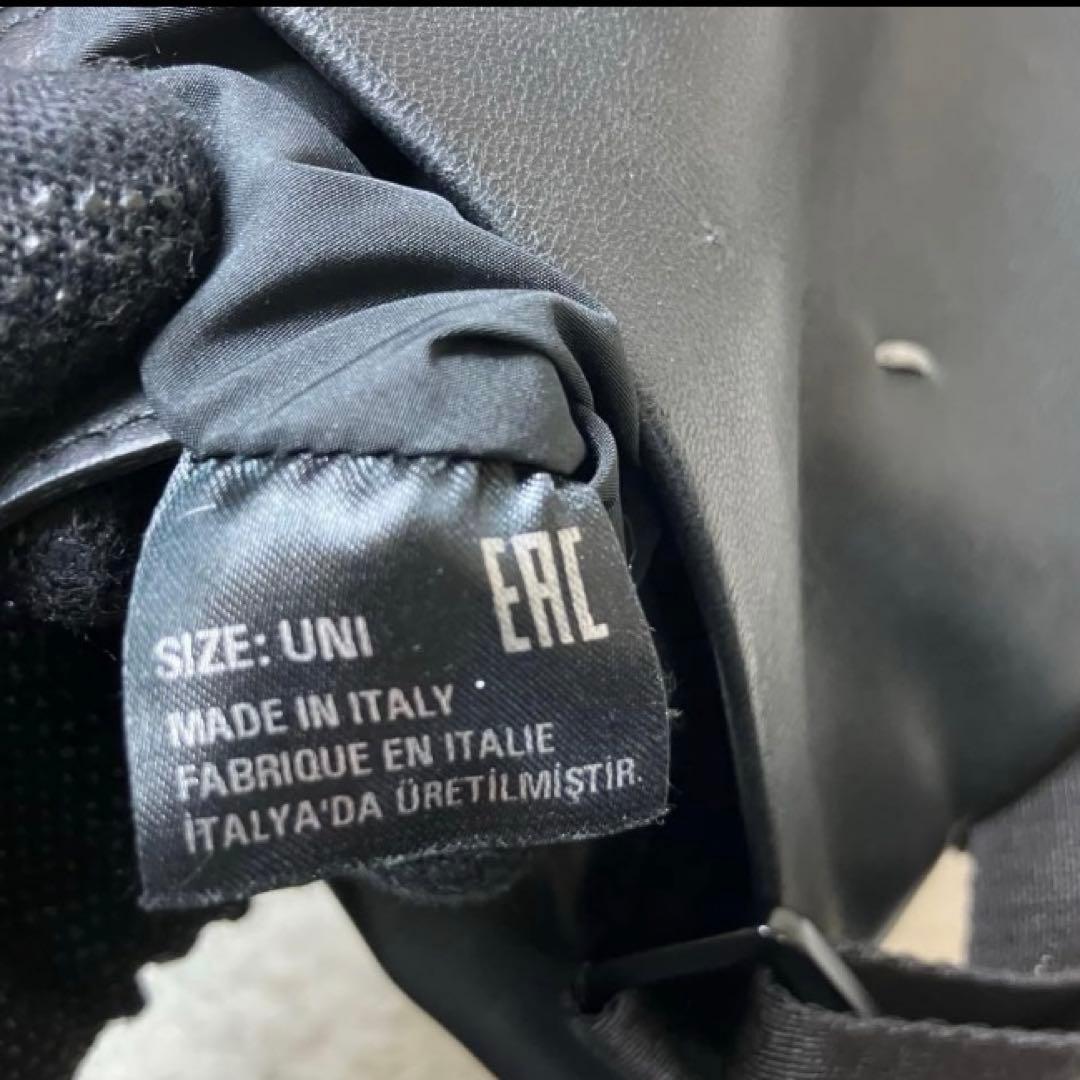 EAC
SIZE: UNI
MADE IN ITALY
FABRIQUE EN ITALIE
İTALYA'DA ÜRETİLMİŞTİR.